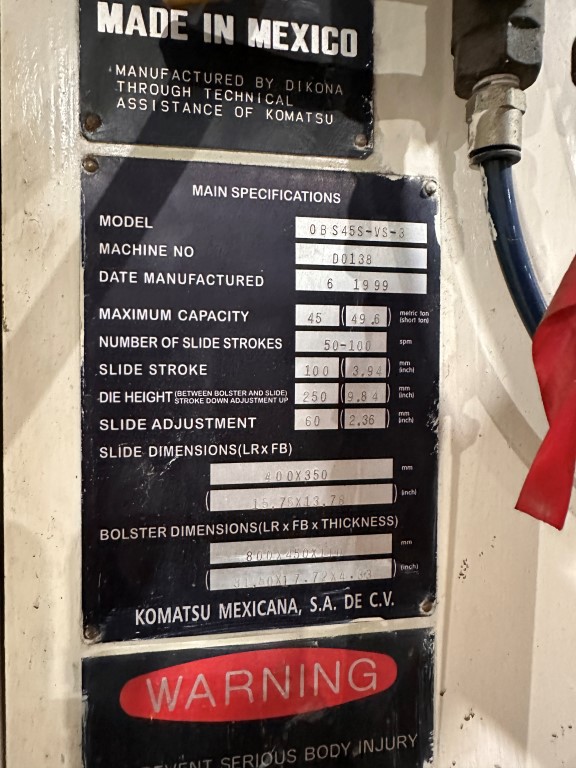 MADE IN MEXICO
MANUFACTURED BY DIKONA
THROUGH TECHNICAL
ASSISTANCE OF KOMATSU
MAIN SPECIFICATIONS
MODEL OBS45S-VS-3
MACHINE NO D0138
DATE MANUFACTURED 6 1999
MAXIMUM CAPACITY 45 (49.6) metric ton (short ton)
NUMBER OF SLIDE STROKES 50-100 spm
SLIDE STROKE 100 (3.94) mm (inch)
DIE HEIGHT (BETWEEN BOLSTER AND SLIDE) STROKE DOWN ADJUSTMENT UP 250 (9.84) mm (inch)
SLIDE ADJUSTMENT 60 (2.36) mm (inch)
SLIDE DIMENSIONS(LRxFB)
400X350 mm
(15.75X13.78) (inch)
BOLSTER DIMENSIONS(LR x FB x THICKNESS)
mm
(inch)
KOMATSU MEXICANA, S.A. DE C.V.
WARNING
SERIOUS BODY INJURY